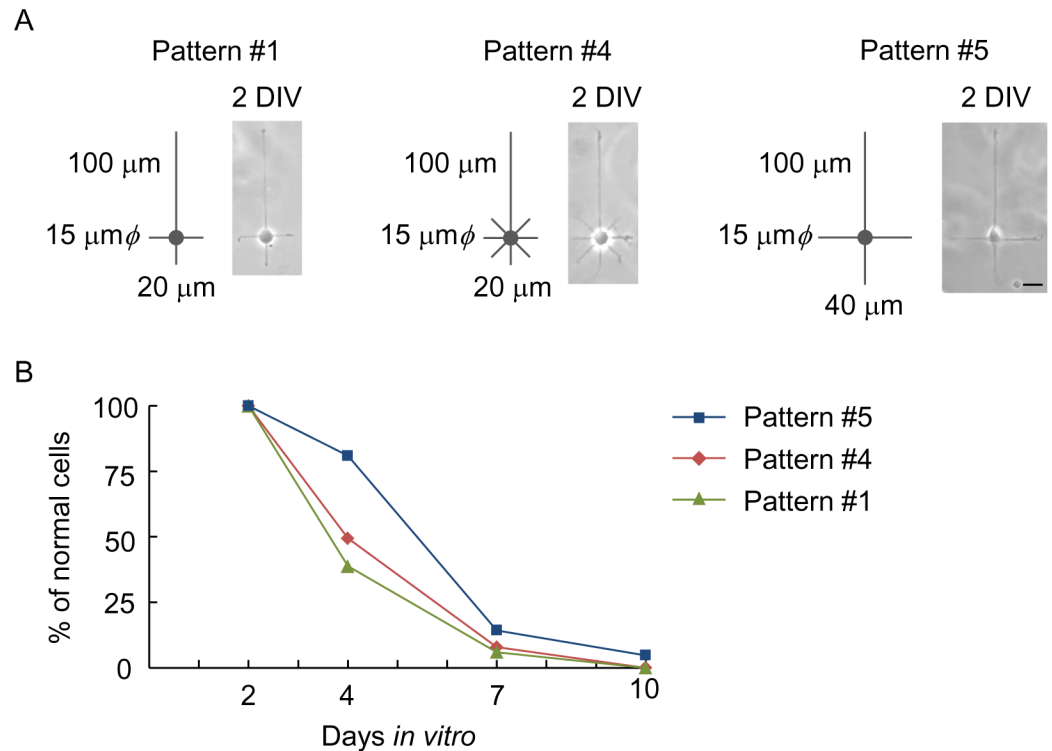 A
Pattern #1
Pattern #4
Pattern #5
2 DIV
2 DIV
2 DIV
100 μm
100 μm
100 μm
15 μmϕ
15 μmϕ
15 μmϕ
20 μm
20 μm
40 μm
B
100
75
50
25
0
% of normal cells
2
4
7
10
Days in vitro
Pattern #5
Pattern #4
Pattern #1